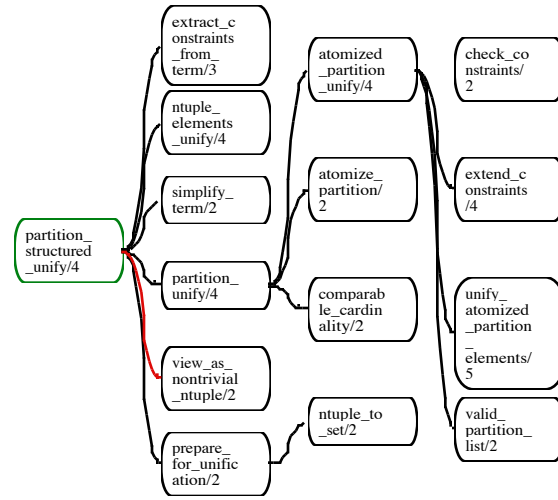 extract_c
onstraints
_from_
term/3
ntuple_
elements
_unify/4
simplify_
term/2
partition_
structured
_unify/4
partition_
unify/4
view_as_
nontrivial
_ntuple/2
prepare_
for_unific
ation/2
atomized
_partition
_unify/4
atomize_
partition/
2
comparab
le_cardin
ality/2
ntuple_to
_set/2
check_co
nstraints/
2
extend_c
onstraints
/4
unify_
atomized
_partition
_
elements/
5
valid_
partition_
list/2